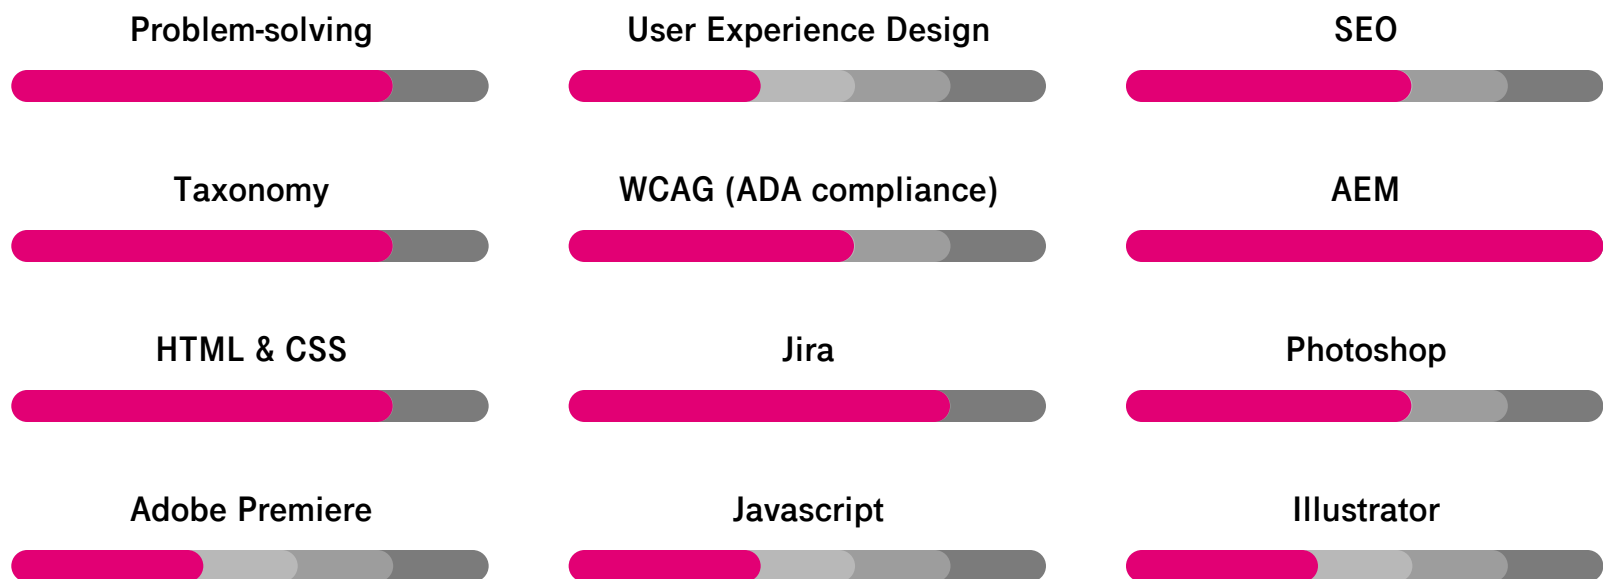 Problem-solving
User Experience Design
SEO
Taxonomy
WCAG (ADA compliance)
AEM
HTML & CSS
Jira
Photoshop
Adobe Premiere
Javascript
Illustrator